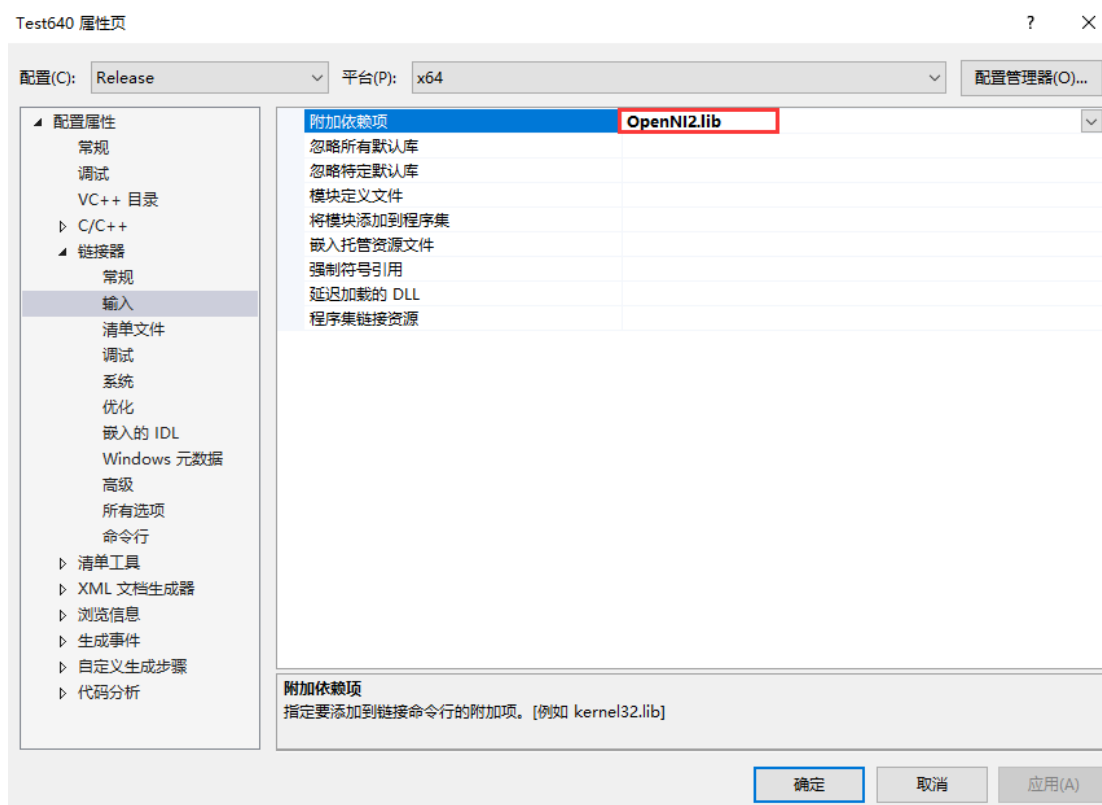 Test640 属性页
? ×
配置(C): Release 平台(P): x64 配置管理器(O)...
配置属性
常规
调试
VC++ 目录
C/C++
链接器
常规
输入
清单文件
调试
系统
优化
嵌入的 IDL
Windows 元数据
高级
所有选项
命令行
清单工具
XML 文档生成器
浏览信息
生成事件
自定义生成步骤
代码分析
附加依赖项 OpenNI2.lib
忽略所有默认库
忽略特定默认库
模块定义文件
将模块添加到程序集
嵌入托管资源文件
强制符号引用
延迟加载的 DLL
程序集链接资源
附加依赖项
指定要添加到链接命令行的附加项。[例如 kernel32.lib]
确定 取消 应用(A)